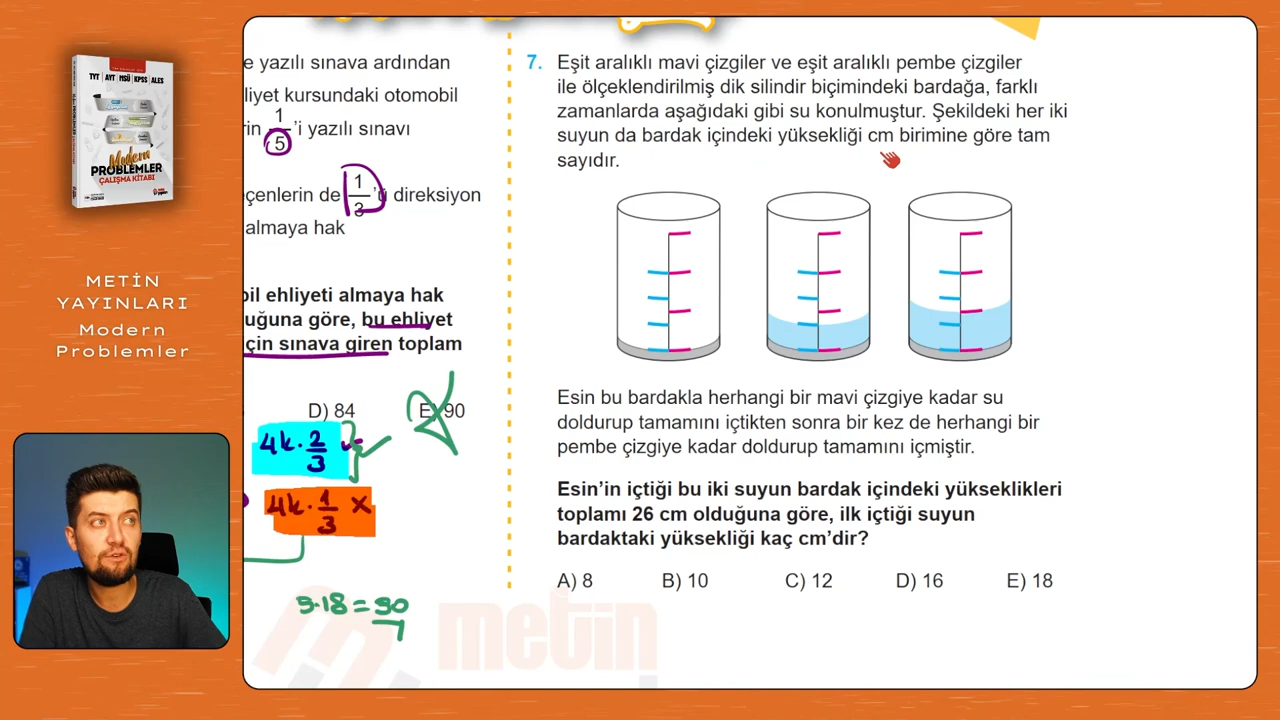 TYT | AYT | MSÜ | KPSS | ALES
Modern
PROBLEMLER
ÇALIŞMA KİTABI
METİN
YAYINLARI
Modern
Problemler
e yazılı sınava ardından
liyet kursundaki otomobil
rin 1/5'i yazılı sınavı
çenlerin de 1/3'ü direksiyon
almaya hak
bil ehliyeti almaya hak
uğuna göre, bu ehliyet
için sınava giren toplam
D) 84
E) 90
4k·2/3
4k·1/3 x
5·18=90
7. Eşit aralıklı mavi çizgiler ve eşit aralıklı pembe çizgiler
ile ölçeklendirilmiş dik silindir biçimindeki bardağa, farklı
zamanlarda aşağıdaki gibi su konulmuştur. Şekildeki her iki
suyun da bardak içindeki yüksekliği cm birimine göre tam
sayıdır.
Esin bu bardakla herhangi bir mavi çizgiye kadar su
doldurup tamamını içtikten sonra bir kez de herhangi bir
pembe çizgiye kadar doldurup tamamını içmiştir.
Esin'in içtiği bu iki suyun bardak içindeki yükseklikleri
toplamı 26 cm olduğuna göre, ilk içtiği suyun
bardaktaki yüksekliği kaç cm'dir?
A) 8
B) 10
C) 12
D) 16
E) 18
metin